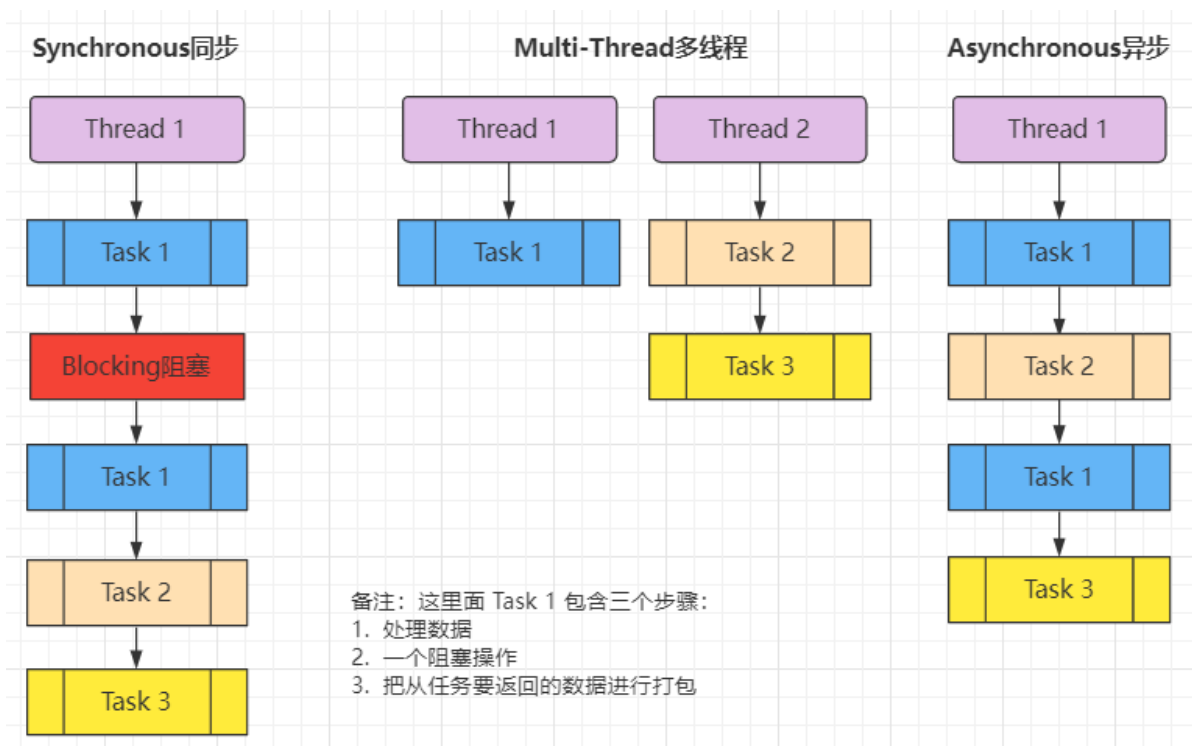 Synchronous同步
Thread 1
Task 1
Blocking阻塞
Task 1
Task 2
Task 3
Multi-Thread多线程
Thread 1
Task 1
Thread 2
Task 2
Task 3
Asynchronous异步
Thread 1
Task 1
Task 2
Task 1
Task 3
备注：这里面 Task 1 包含三个步骤：
1. 处理数据
2. 一个阻塞操作
3. 把从任务要返回的数据进行打包